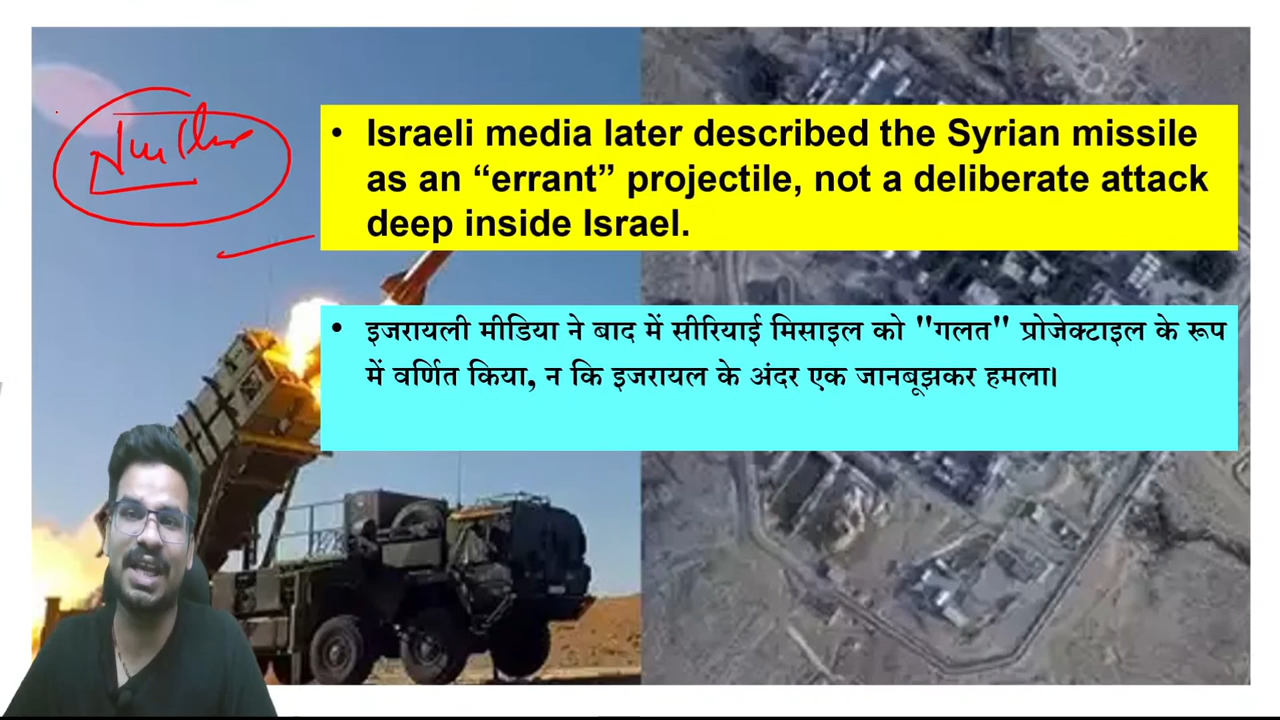 • Israeli media later described the Syrian missile
as an “errant” projectile, not a deliberate attack
deep inside Israel.
• इजरायली मीडिया ने बाद में सीरियाई मिसाइल को "गलत" प्रोजेक्टाइल के रूप
में वर्णित किया, न कि इजरायल के अंदर एक जानबूझकर हमला।